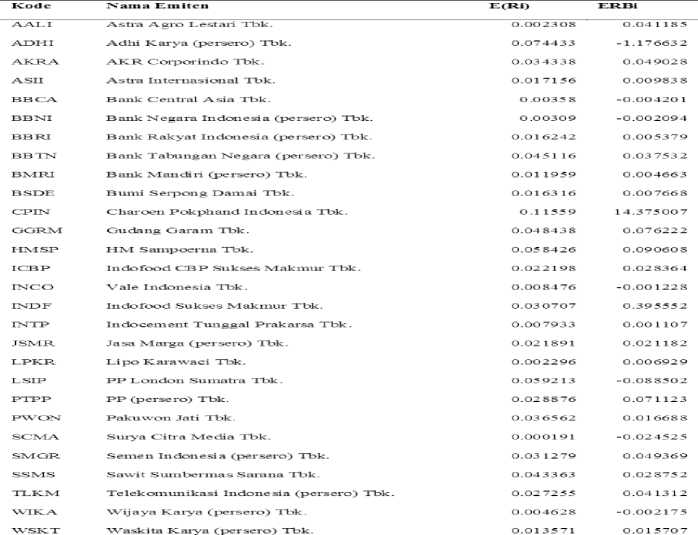 Kode Nama Emiten E(Ri) ERBi
AALI Astra Agro Lestari Tbk. 0.002308 0.041185
ADHI Adhi Karya (persero) Tbk. 0.074433 -1.176632
AKRA AKR Corporindo Tbk. 0.034338 0.049028
ASII Astra Internasional Tbk. 0.017156 0.009838
BBCA Bank Central Asia Tbk. 0.00358 -0.004201
BBNI Bank Negara Indonesia (persero) Tbk. 0.00309 -0.002094
BBRI Bank Rakyat Indonesia (persero) Tbk. 0.016242 0.005379
BBTN Bank Tabungan Negara (persero) Tbk. 0.045116 0.037532
BMRI Bank Mandiri (persero) Tbk. 0.011959 0.004663
BSDE Bumi Serpong Damai Tbk. 0.016316 0.007668
CPIN Charoen Pokphand Indonesia Tbk. 0.11559 14.375007
GGRM Gudang Garam Tbk. 0.048438 0.076222
HMSP HM Sampoerna Tbk. 0.058426 0.090608
ICBP Indofood CBP Sukses Makmur Tbk. 0.022198 0.028364
INCO Vale Indonesia Tbk. 0.008476 -0.001228
INDF Indofood Sukses Makmur Tbk. 0.030707 0.395552
INTP Indocement Tunggal Prakarsa Tbk. 0.007933 0.001107
JSMR Jasa Marga (persero) Tbk. 0.021891 0.021182
LPKR Lipo Karawaci Tbk. 0.002296 0.006929
LSIP PP London Sumatra Tbk. 0.059213 -0.088502
PTPP PP (persero) Tbk. 0.028876 0.071123
PWON Pakuwon Jati Tbk. 0.036562 0.016688
SCMA Surya Citra Media Tbk. 0.000191 -0.024525
SMGR Semen Indonesia (persero) Tbk. 0.031279 0.049369
SSMS Sawit Sumbermas Sarana Tbk. 0.043363 0.028752
TLKM Telekomunikasi Indonesia (persero) Tbk. 0.027255 0.041312
WIKA Wijaya Karya (persero) Tbk. 0.004628 -0.002175
WSKT Waskita Karya (persero) Tbk. 0.013571 0.015707